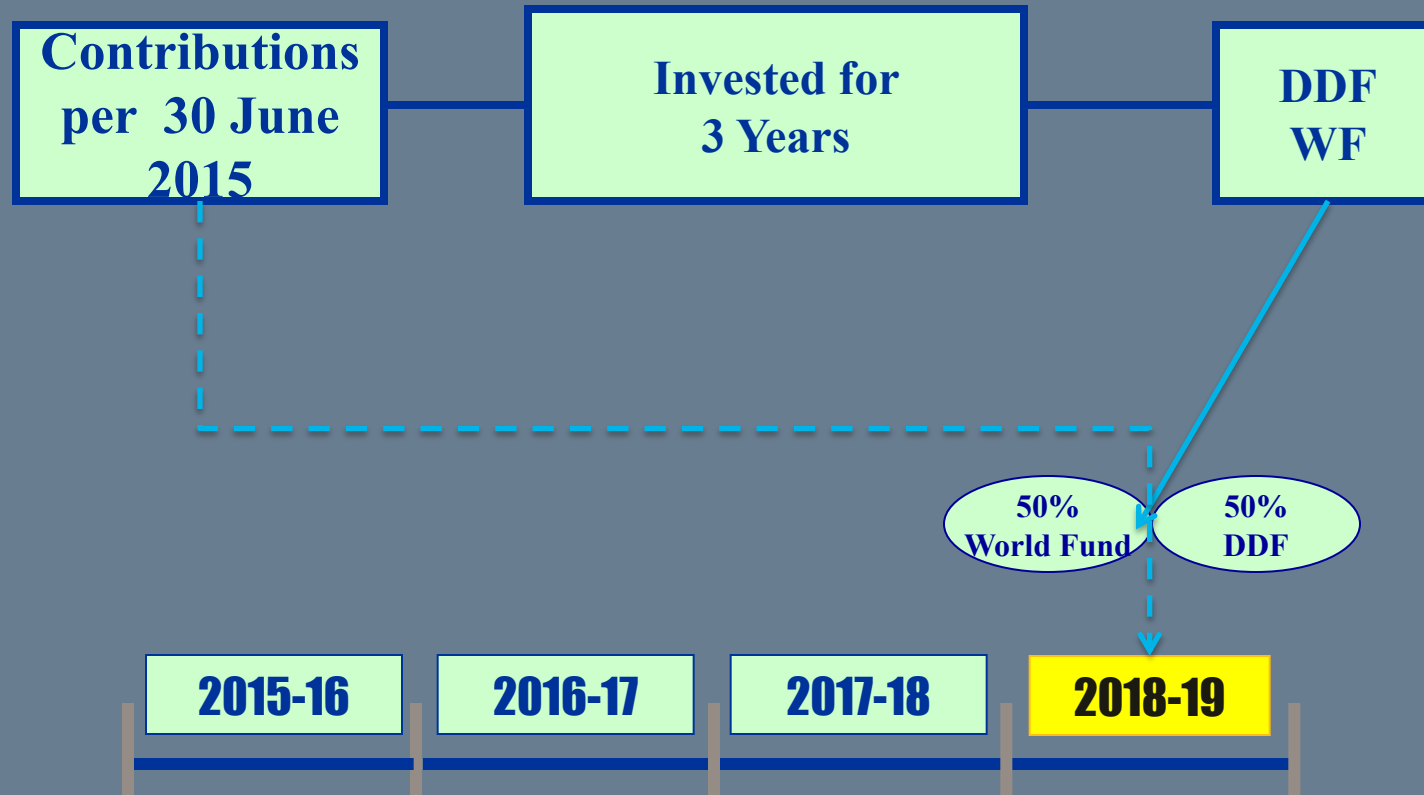 Contributions
per 30 June
2015
Invested for
3 Years
DDF
WF
50%
World Fund
50%
DDF
2015-16
2016-17
2017-18
2018-19